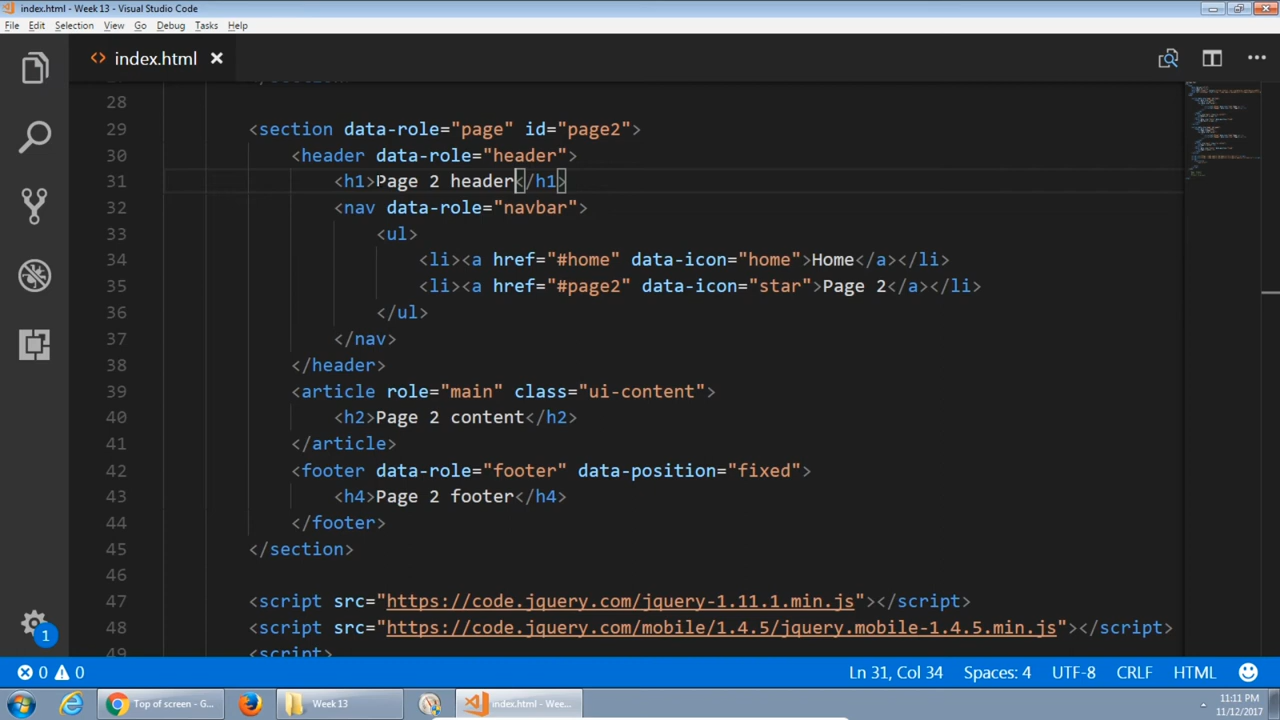 index.html - Week 13 - Visual Studio Code
File Edit Selection View Go Debug Tasks Help
index.html
28
29 <section data-role="page" id="page2">
30 <header data-role="header">
31 <h1>Page 2 header</h1>
32 <nav data-role="navbar">
33 <ul>
34 <li><a href="#home" data-icon="home">Home</a></li>
35 <li><a href="#page2" data-icon="star">Page 2</a></li>
36 </ul>
37 </nav>
38 </header>
39 <article role="main" class="ui-content">
40 <h2>Page 2 content</h2>
41 </article>
42 <footer data-role="footer" data-position="fixed">
43 <h4>Page 2 footer</h4>
44 </footer>
45 </section>
46
47 <script src="https://code.jquery.com/jquery-1.11.1.min.js"></script>
48 <script src="https://code.jquery.com/mobile/1.4.5/jquery.mobile-1.4.5.min.js"></script>
49 <script>
1
0 0 Ln 31, Col 34 Spaces: 4 UTF-8 CRLF HTML
Top of screen - G... Week 13 index.html - Wee... 11:11 PM
11/12/2017